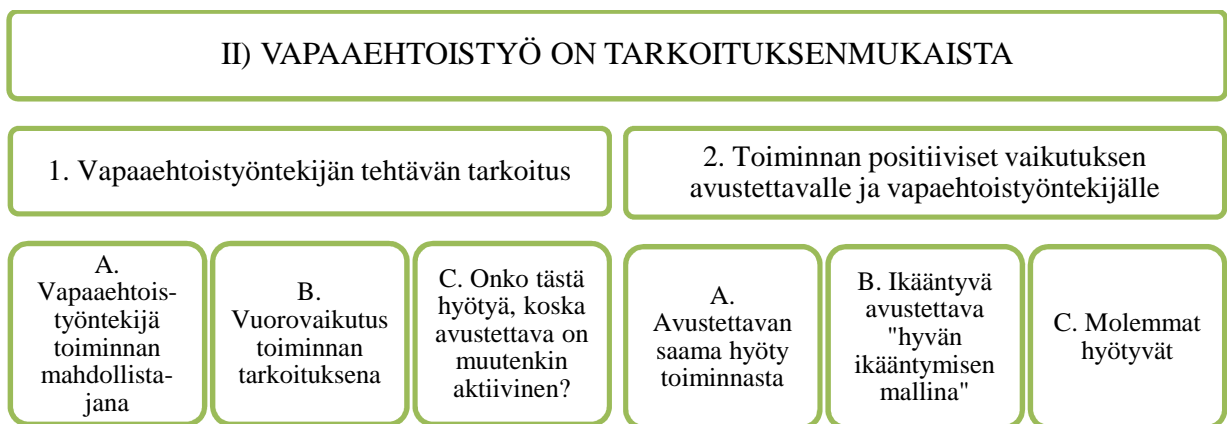 II) VAPAAEHTOISTYÖ ON TARKOITUKSENMUKAISTA
1. Vapaaehtoistyöntekijän tehtävän tarkoitus
2. Toiminnan positiiviset vaikutuksen
avustettavalle ja vapaehtoistyöntekijälle
A.
Vapaaehtois-
työntekijä
toiminnan
mahdollista-
jana
B.
Vuorovaikutus
toiminnan
tarkoituksena
C. Onko tästä
hyötyä, koska
avustettava on
muutenkin
aktiivinen?
A.
Avustettavan
saama hyöty
toiminnasta
B. Ikääntyvä
avustettava
"hyvän
ikääntymisen
mallina"
C. Molemmat
hyötyvät